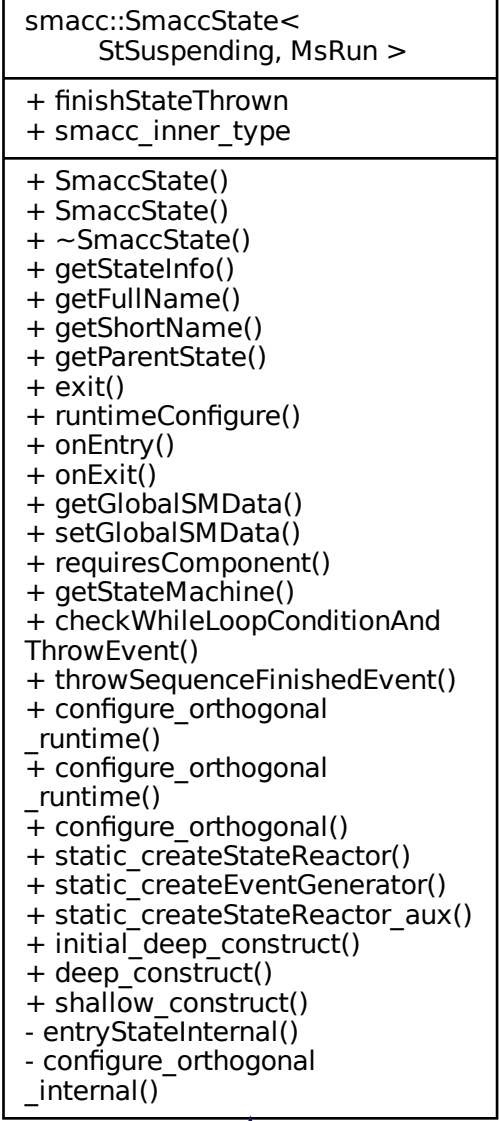 smacc::SmaccState<
StSuspending, MsRun >
+ finishStateThrown
+ smacc_inner_type
+ SmaccState()
+ SmaccState()
+ ~SmaccState()
+ getStateInfo()
+ getFullName()
+ getShortName()
+ getParentState()
+ exit()
+ runtimeConfigure()
+ onEntry()
+ onExit()
+ getGlobalSMData()
+ setGlobalSMData()
+ requiresComponent()
+ getStateMachine()
+ checkWhileLoopConditionAnd
ThrowEvent()
+ throwSequenceFinishedEvent()
+ configure_orthogonal
_runtime()
+ configure_orthogonal
_runtime()
+ configure_orthogonal()
+ static_createStateReactor()
+ static_createEventGenerator()
+ static_createStateReactor_aux()
+ initial_deep_construct()
+ deep_construct()
+ shallow_construct()
- entryStateInternal()
- configure_orthogonal
_internal()